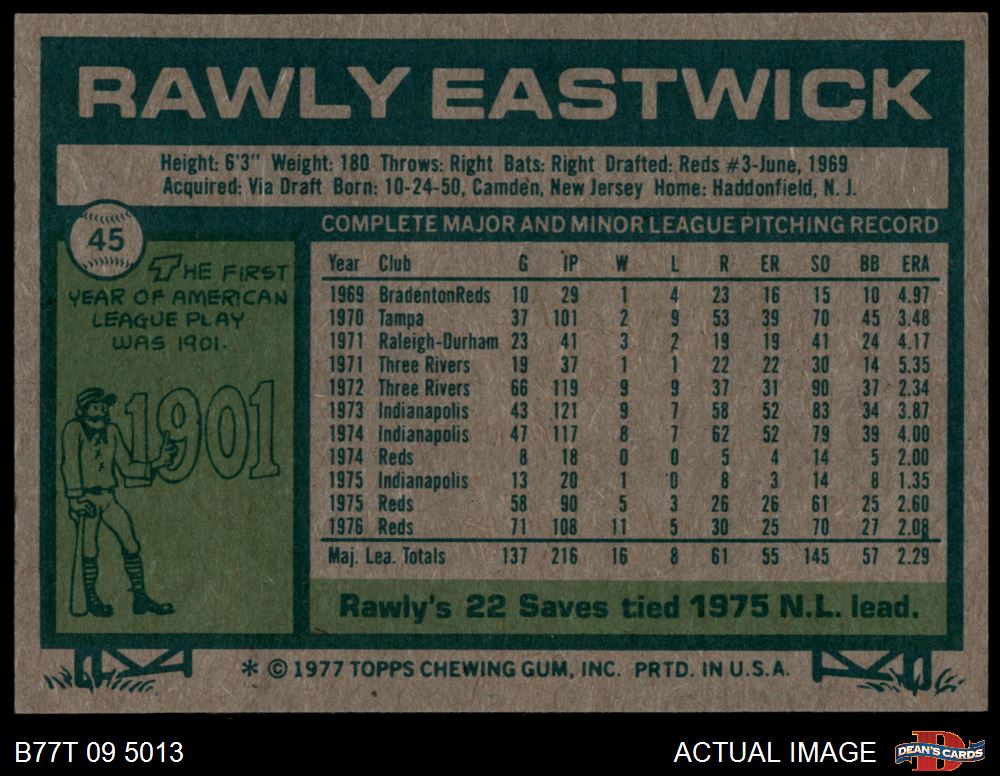 RAWLY EASTWICK
Height: 6'3" Weight: 180 Throws: Right Bats: Right Drafted: Reds #3-June, 1969
Acquired: Via Draft Born: 10-24-50, Camden, New Jersey Home: Haddonfield, N. J.
45
THE FIRST
YEAR OF AMERICAN
LEAGUE PLAY
WAS 1901.
1901
COMPLETE MAJOR AND MINOR LEAGUE PITCHING RECORD
Year Club G IP W L R ER SO BB ERA
1969 BradentonReds 10 29 1 4 23 16 15 10 4.97
1970 Tampa 37 101 2 9 53 39 70 45 3.48
1971 Raleigh-Durham 23 41 3 2 19 19 41 24 4.17
1971 Three Rivers 19 37 1 1 22 22 30 14 5.35
1972 Three Rivers 66 119 9 9 37 31 90 37 2.34
1973 Indianapolis 43 121 9 7 58 52 83 34 3.87
1974 Indianapolis 47 117 8 7 62 52 79 39 4.00
1974 Reds 8 18 0 0 5 4 14 5 2.00
1975 Indianapolis 13 20 1 0 8 3 14 8 1.35
1975 Reds 58 90 5 3 26 26 61 25 2.60
1976 Reds 71 108 11 5 30 25 70 27 2.08
Maj. Lea. Totals 137 216 16 8 61 55 145 57 2.29
Rawly's 22 Saves tied 1975 N.L. lead.
* © 1977 TOPPS CHEWING GUM, INC. PRTD. IN U.S.A.
B77T 09 5013
ACTUAL IMAGE
D
DEAN'S CARDS